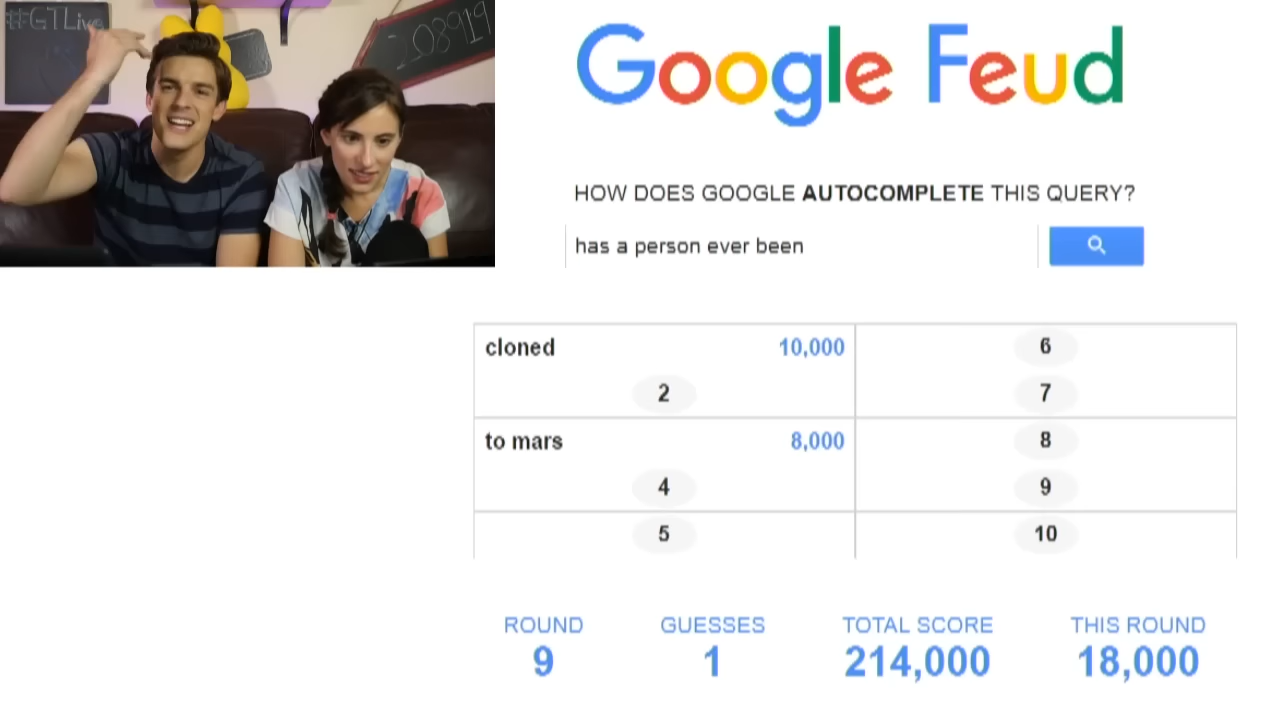 #GTLive
208919
Google Feud
HOW DOES GOOGLE AUTOCOMPLETE THIS QUERY?
has a person ever been
cloned 10,000
2
to mars 8,000
4
5
6
7
8
9
10
ROUND GUESSES TOTAL SCORE THIS ROUND
9 1 214,000 18,000